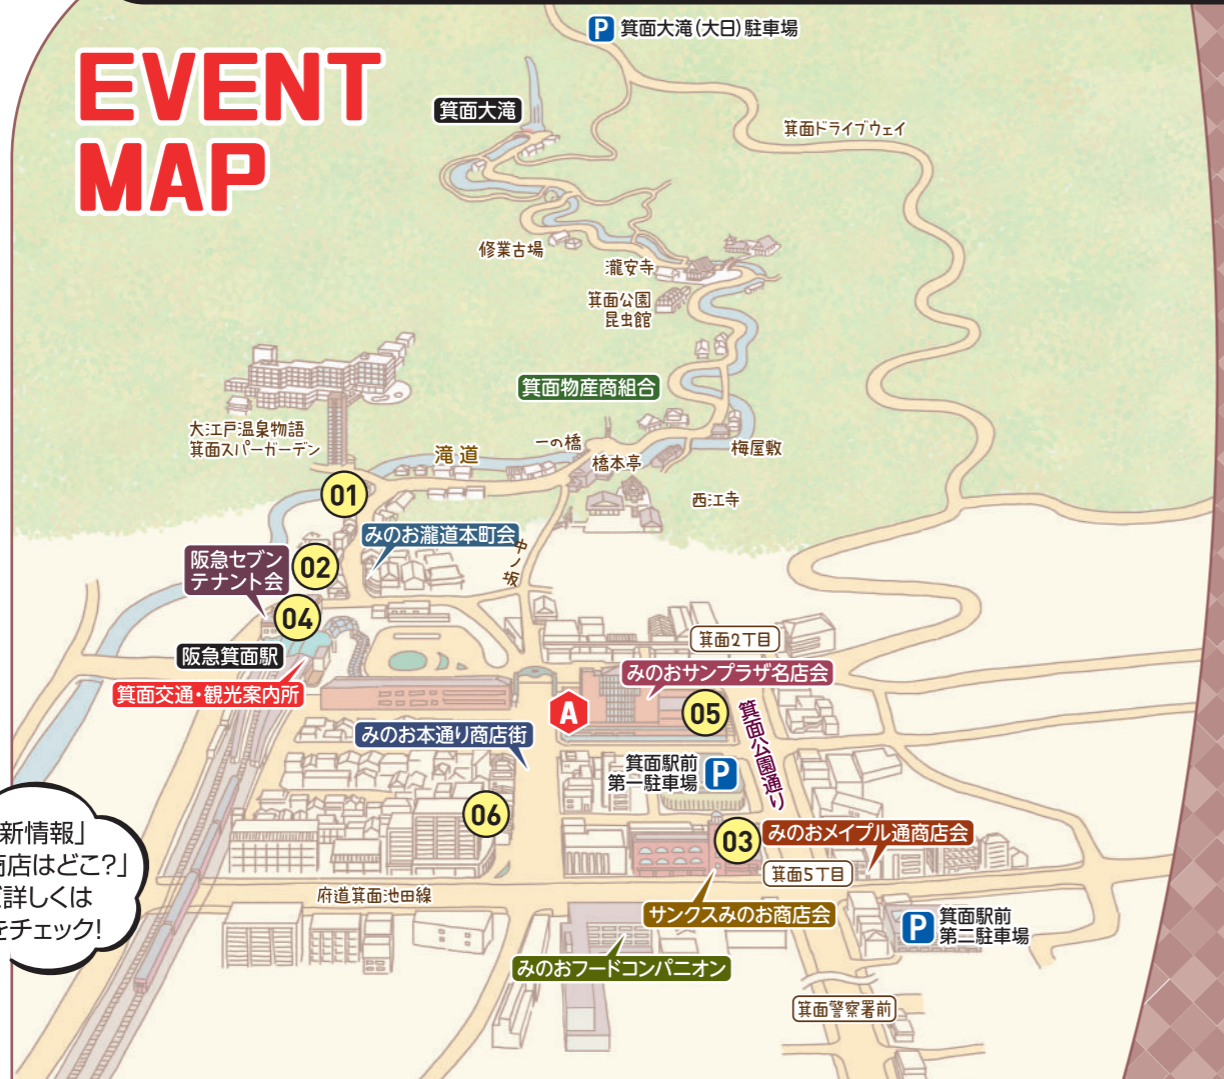 EVENT
MAP
P 箕面大滝(大日)駐車場
箕面大滝
箕面ドライブウェイ
修業古場
瀧安寺
箕面公園
昆虫館
箕面物産商組合
大江戸温泉物語
箕面スパーガーデン
滝道
一の橋
橋本亭
梅屋敷
西江寺
01
みのお瀧道本町会
中ノ坂
阪急セブン
テナント会
02
04
阪急箕面駅
箕面交通・観光案内所
箕面2丁目
みのおサンプラザ名店会
A
05
箕面公園通り
みのお本通り商店街
箕面駅前
第一駐車場
P
06
03
みのおメイプル通商店会
箕面5丁目
府道箕面池田線
サンクスみのお商店会
P
箕面駅前
第二駐車場
みのおフードコンパニオン
箕面警察署前
新情報」
商店はどこ?」
詳しくは
をチェック!